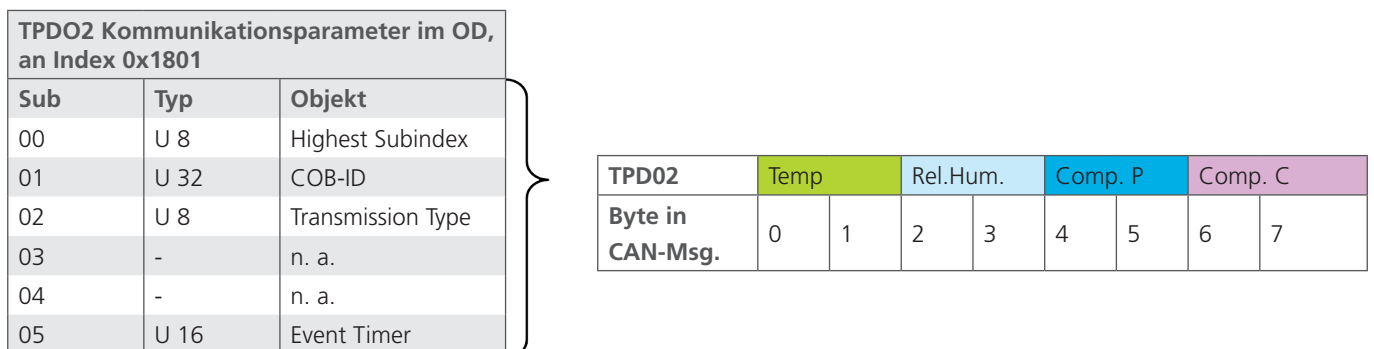 TPDO2 Kommunikationsparameter im OD,
an Index 0x1801
Sub Typ Objekt
00 U 8 Highest Subindex
01 U 32 COB-ID
02 U 8 Transmission Type
03 - n. a.
04 - n. a.
05 U 16 Event Timer
TPD02 Temp Rel.Hum. Comp. P Comp. C
Byte in
CAN-Msg. 0 1 2 3 4 5 6 7